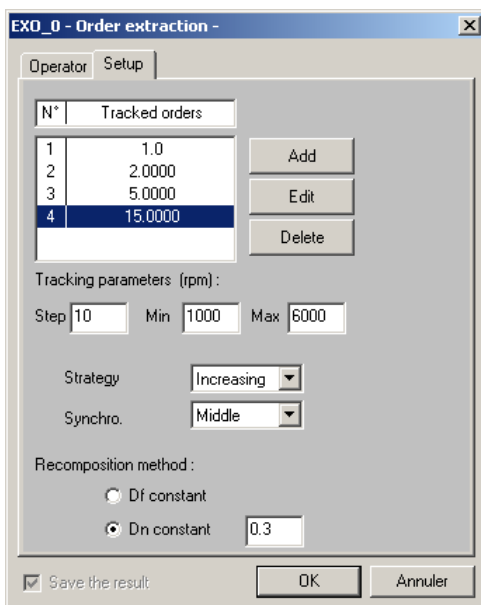 EXO_0 - Order extraction -
Operator Setup
N° Tracked orders
1 1.0
2 2.0000
3 5.0000
4 15.0000
Add
Edit
Delete
Tracking parameters (rpm) :
Step 10 Min 1000 Max 6000
Strategy Increasing
Synchro. Middle
Recomposition method :
Df constant
Dn constant 0.3
Save the result OK Annuler